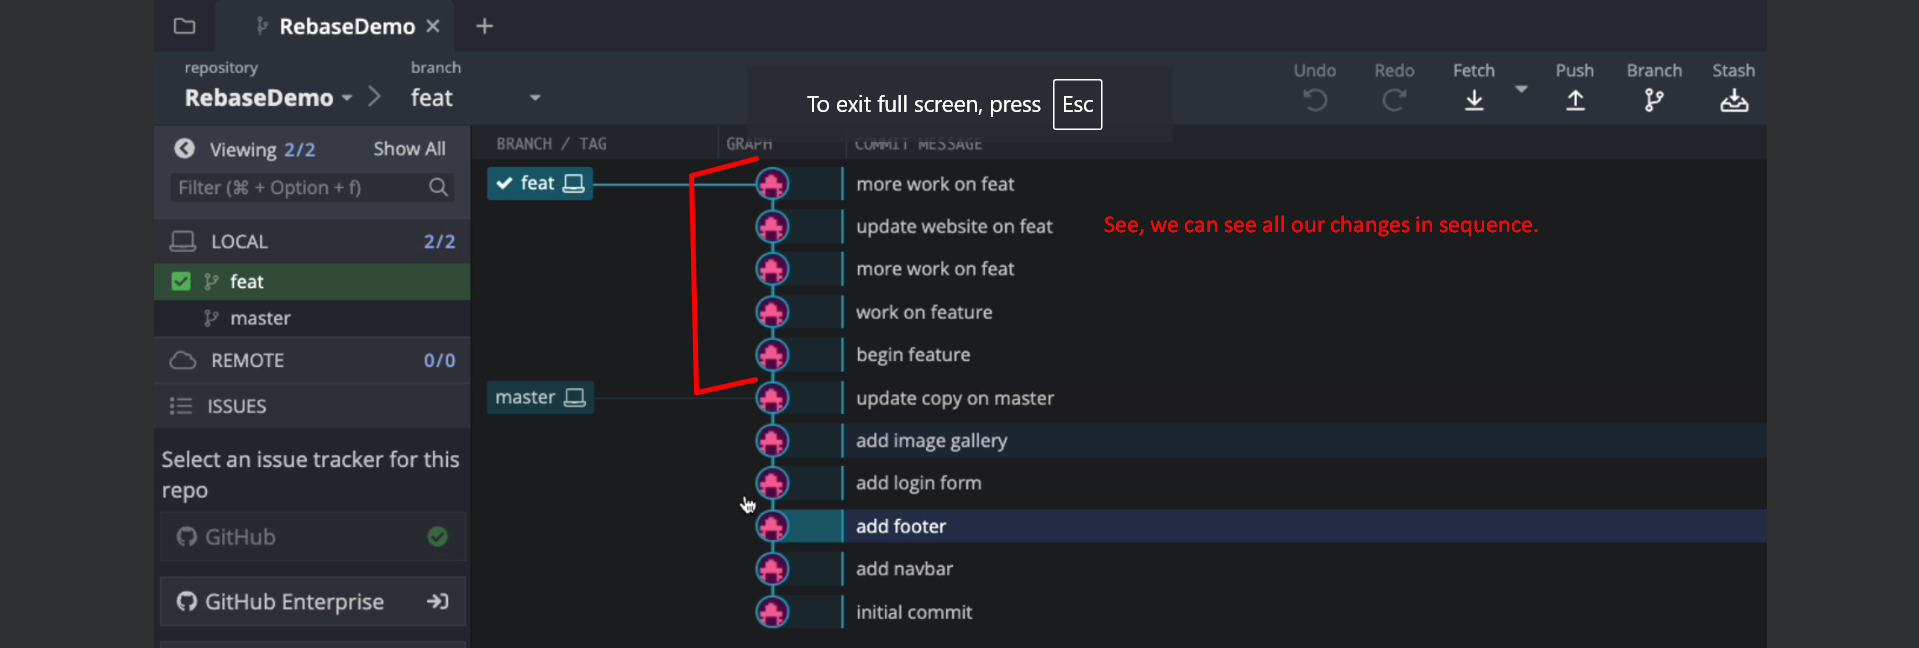 RebaseDemo
repository
branch
RebaseDemo
feat
To exit full screen, press Esc
Undo
Redo
Fetch
Push
Branch
Stash
Viewing 2/2
Show All
Filter (⌘ + Option + f)
LOCAL 2/2
feat
master
REMOTE 0/0
ISSUES
Select an issue tracker for this
repo
GitHub
GitHub Enterprise
BRANCH / TAG
GRAPH
COMMIT MESSAGE
feat
more work on feat
update website on feat
See, we can see all our changes in sequence.
more work on feat
work on feature
begin feature
master
update copy on master
add image gallery
add login form
add footer
add navbar
initial commit